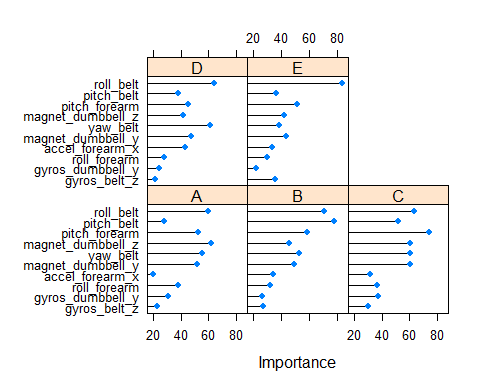 20 40 60 80
D E
roll_belt
pitch_belt
pitch_forearm
magnet_dumbbell_z
yaw_belt
magnet_dumbbell_y
accel_forearm_x
roll_forearm
gyros_dumbbell_y
gyros_belt_z
A B C
roll_belt
pitch_belt
pitch_forearm
magnet_dumbbell_z
yaw_belt
magnet_dumbbell_y
accel_forearm_x
roll_forearm
gyros_dumbbell_y
gyros_belt_z
20 40 60 80 20 40 60 80
Importance